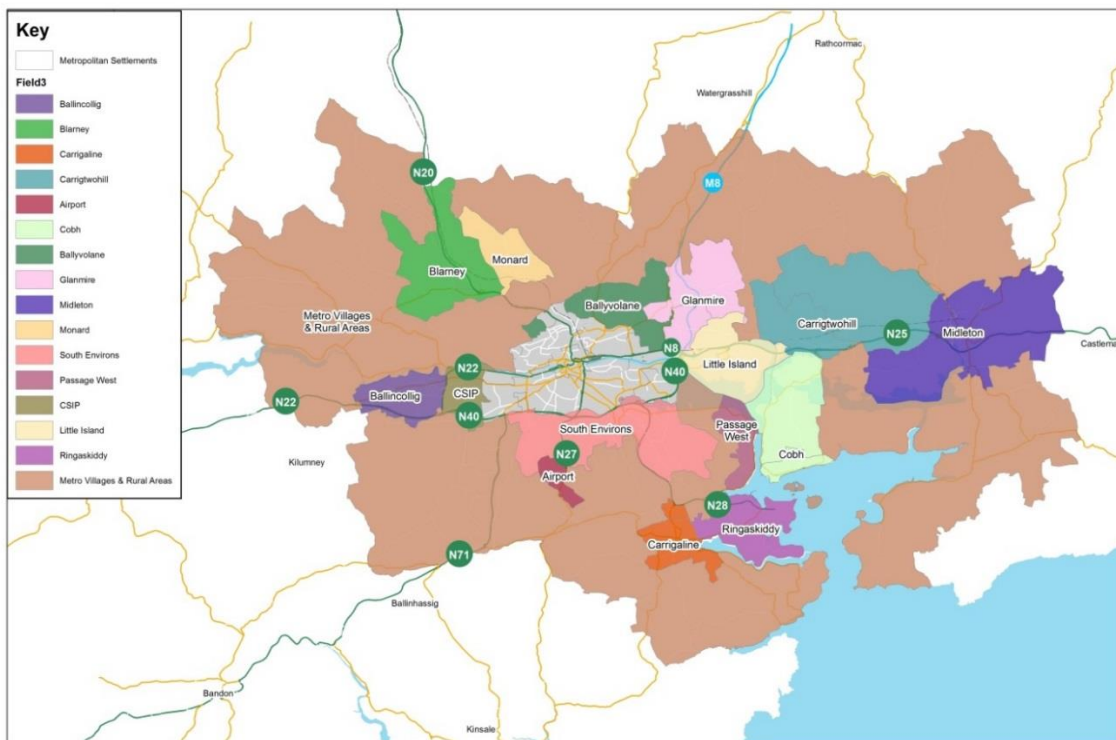 Key
Metropolitan Settlements
Field3
Ballincollig
Blarney
Carrigaline
Carrigtwohill
Airport
Cobh
Ballyvolane
Glanmire
Midleton
Monard
South Environs
Passage West
CSIP
Little Island
Ringaskiddy
Metro Villages & Rural Areas
Rathcormac
Watergrasshill
N20
M8
Monard
Blarney
Ballyvolane
Glanmire
Metro Villages
& Rural Areas
Carrigtwohill
N25
Midleton
Castlema
N8
Little Island
N22
N40
CSIP
Ballincollig
N22
N40
South Environs
Passage
West
Cobh
Kilumney
N27
Airport
N28
Ringaskiddy
Carrigaline
N71
Ballinhassig
Bandon
Kinsale